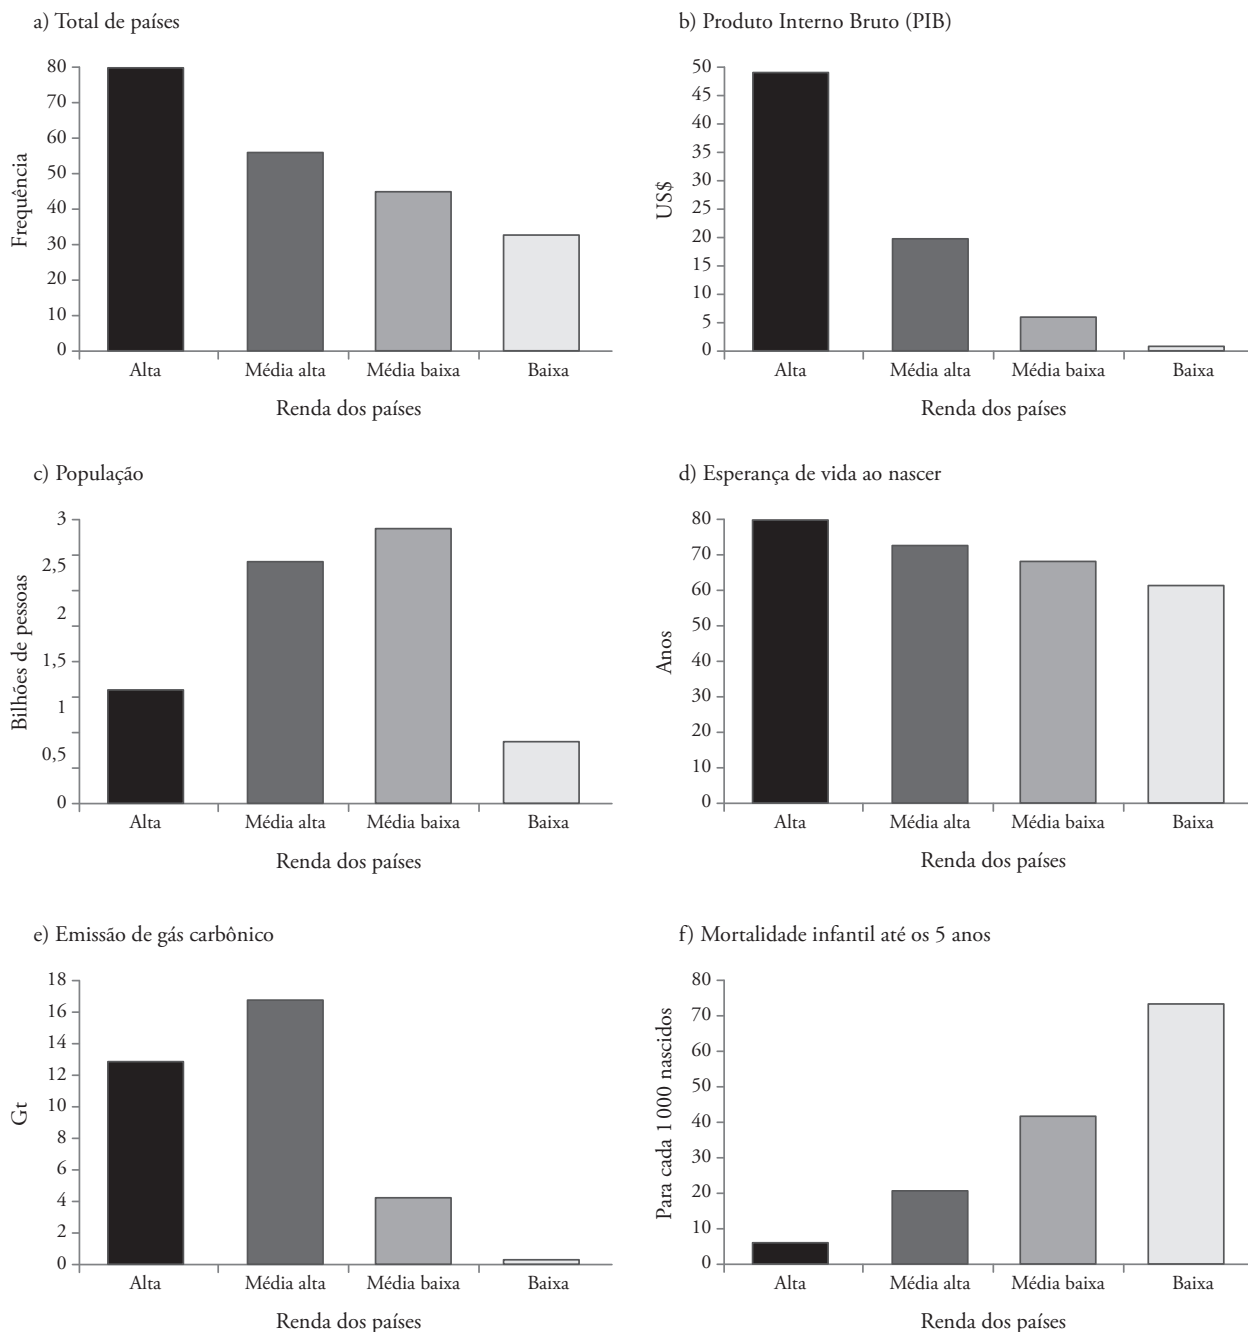 a) Total de países
Frequência
80
70
60
50
40
30
20
10
0
Alta Média alta Média baixa Baixa
Renda dos países
b) Produto Interno Bruto (PIB)
US$
50
45
40
35
30
25
20
15
10
5
0
Alta Média alta Média baixa Baixa
Renda dos países
c) População
Bilhões de pessoas
3
2,5
2
1,5
1
0,5
0
Alta Média alta Média baixa Baixa
Renda dos países
d) Esperança de vida ao nascer
Anos
80
70
60
50
40
30
20
10
0
Alta Média alta Média baixa Baixa
Renda dos países
e) Emissão de gás carbônico
Gt
18
16
14
12
10
8
6
4
2
0
Alta Média alta Média baixa Baixa
Renda dos países
f) Mortalidade infantil até os 5 anos
Para cada 1 000 nascidos
80
70
60
50
40
30
20
10
0
Alta Média alta Média baixa Baixa
Renda dos países